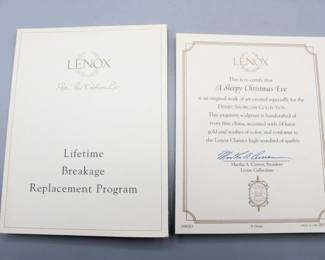 LENOX
Lifetime
Breakage
Replacement Program
LENOX
This is to certify that
"A Sleepy Christmas Eve"
is an original work of art created especially for the
DISNEY SHOWCASE COLLECTION.
This exquisite sculpture is handcrafted of
ivory fine china, accented with 24 karat
gold and washes of color, and conforms to
the Lenox Classics high standard of quality.
Martha A. Curren, President
Lenox Collections
© Disney